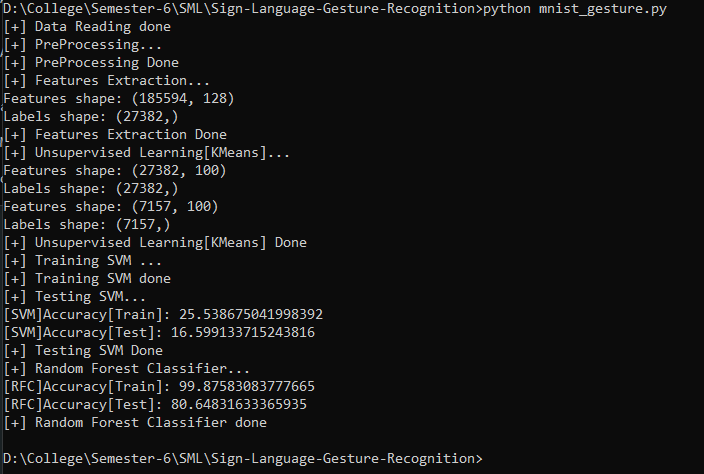 D:\College\Semester-6\SML\Sign-Language-Gesture-Recognition>python mnist_gesture.py
[+] Data Reading done
[+] PreProcessing...
[+] PreProcessing Done
[+] Features Extraction...
Features shape: (185594, 128)
Labels shape: (27382,)
[+] Features Extraction Done
[+] Unsupervised Learning[KMeans]...
Features shape: (27382, 100)
Labels shape: (27382,)
Features shape: (7157, 100)
Labels shape: (7157,)
[+] Unsupervised Learning[KMeans] Done
[+] Training SVM ...
[+] Training SVM done
[+] Testing SVM...
[SVM]Accuracy[Train]: 25.538675041998392
[SVM]Accuracy[Test]: 16.599133715243816
[+] Testing SVM Done
[+] Random Forest Classifier...
[RFC]Accuracy[Train]: 99.87583083777665
[RFC]Accuracy[Test]: 80.64831633365935
[+] Random Forest Classifier done
D:\College\Semester-6\SML\Sign-Language-Gesture-Recognition>